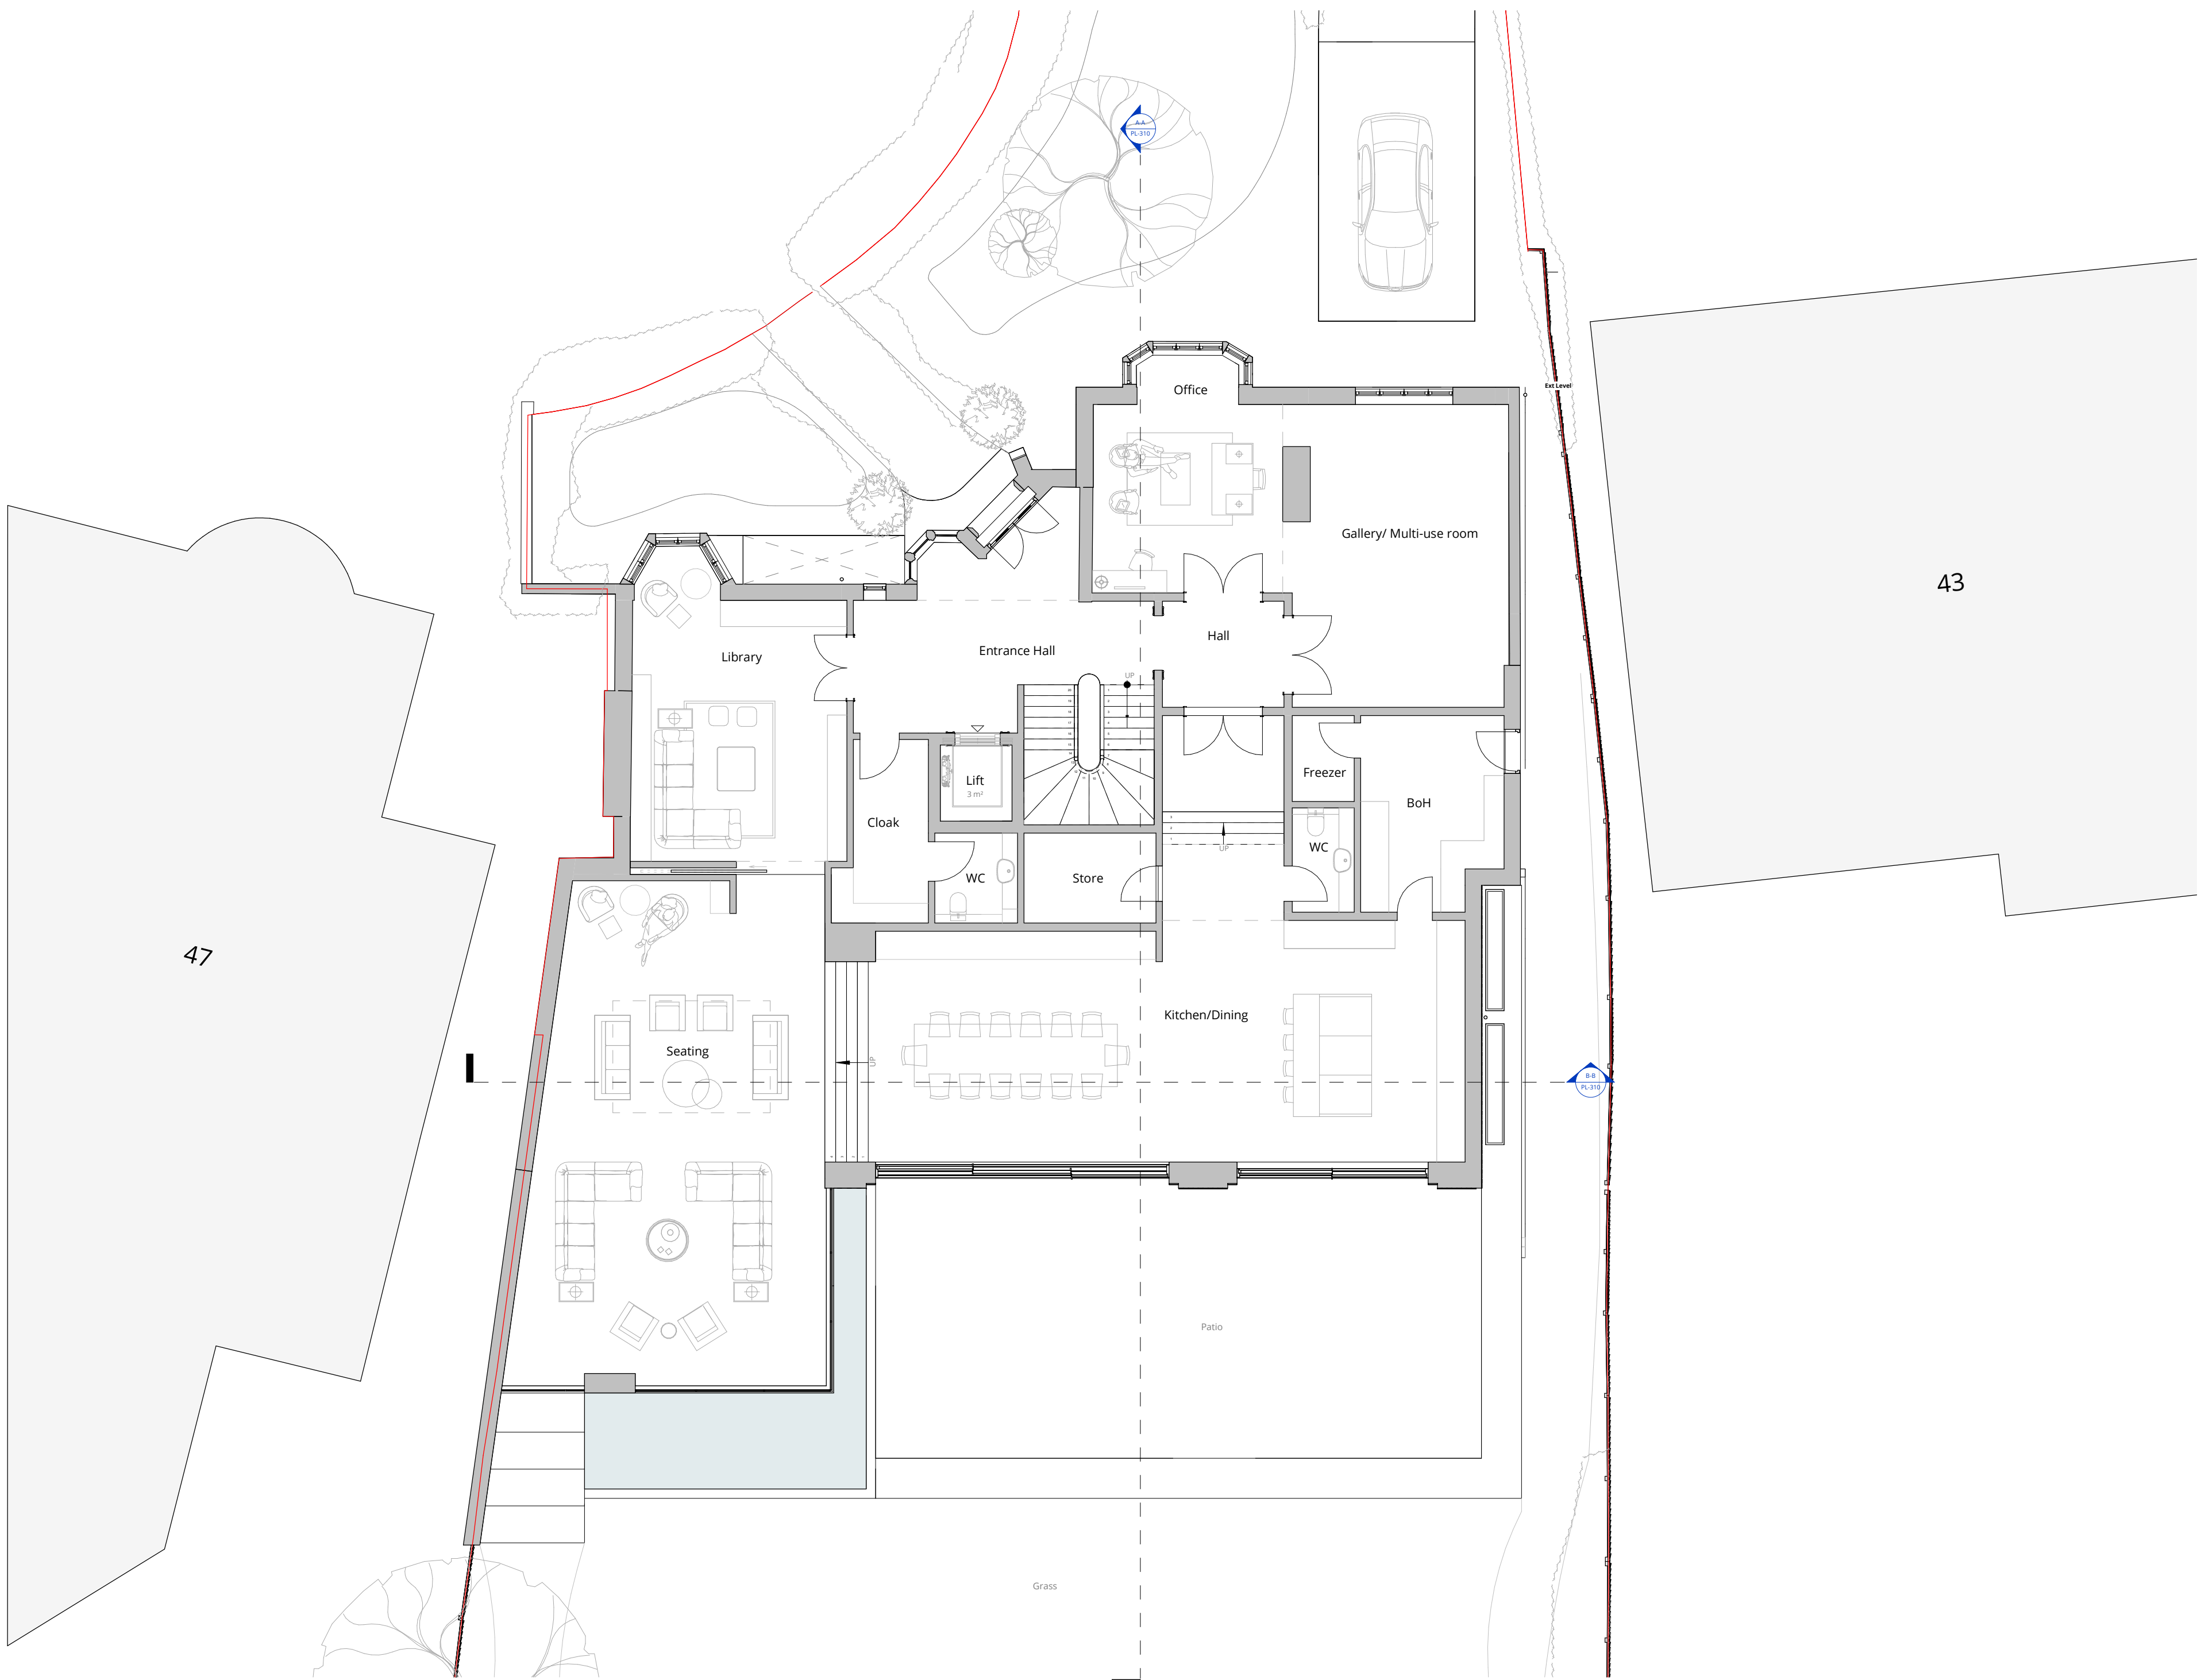 A-A
PL-310
Ext Level
Office
Gallery/ Multi-use room
43
Hall
Entrance Hall
Library
UP
Freezer
Lift
3 m²
BoH
Cloak
WC
UP
WC
Store
47
Kitchen/Dining
Seating
UP
B-B
PL-310
Patio
Grass